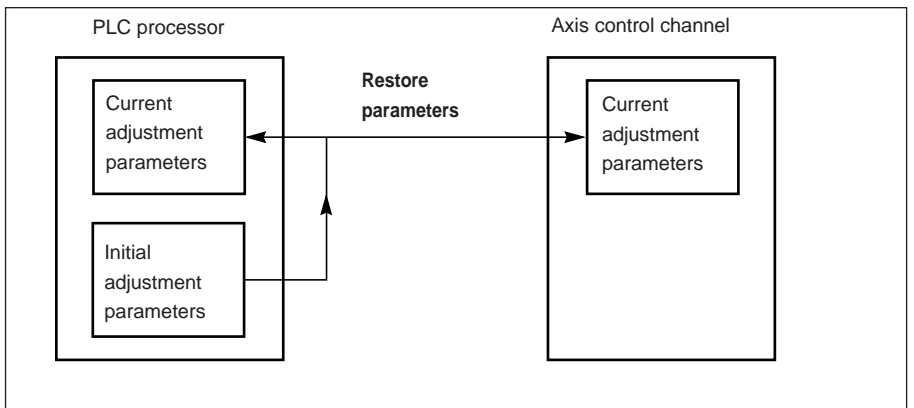 PLC processor
Axis control channel
Current
adjustment
parameters
Restore
parameters
Current
adjustment
parameters
Initial
adjustment
parameters